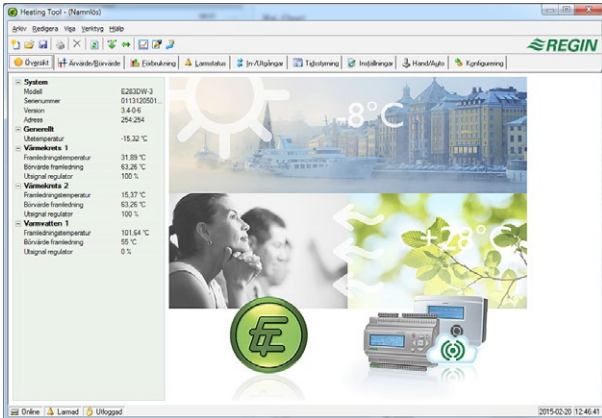 Heating Tool - (Namnlös)
Arkiv Redigera Visa Verktyg Hjälp
REGIN
Översikt Ärvärde/Börvärde Förbrukning Larmstatus In-/Utgångar Tidsstyrning Inställningar Hand/Auto Konfigurering
System
Modell E283DW-3
Serienummer 0113120501...
Version 3.4-0-6
Adress 254:254
Generellt
Utetemperatur -15,32 °C
Värmekrets 1
Framledningstemperatur 31,89 °C
Börvärde framledning 63,26 °C
Utsignal regulator 100 %
Värmekrets 2
Framledningstemperatur 15,37 °C
Börvärde framledning 63,26 °C
Utsignal regulator 100 %
Varmvatten 1
Framledningstemperatur 101,64 °C
Börvärde framledning 55 °C
Utsignal regulator 0 %
-8°C
+28°C
Online Larmad Utloggad 2015-02-20 12:46:41